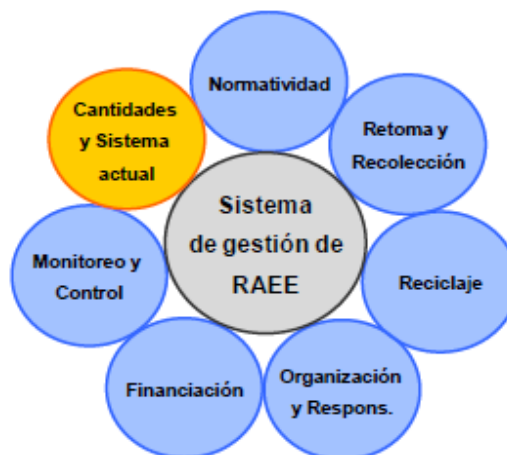 Normatividad
Cantidades
y Sistema
actual
Retoma y
Recolección
Sistema
de gestión de
RAEE
Monitoreo y
Control
Reciclaje
Financiación
Organización
y Respons.